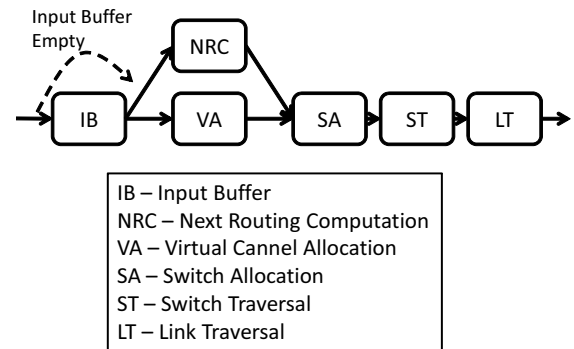 Input Buffer
Empty
NRC
IB
VA
SA
ST
LT
IB – Input Buffer
NRC – Next Routing Computation
VA – Virtual Cannel Allocation
SA – Switch Allocation
ST – Switch Traversal
LT – Link Traversal